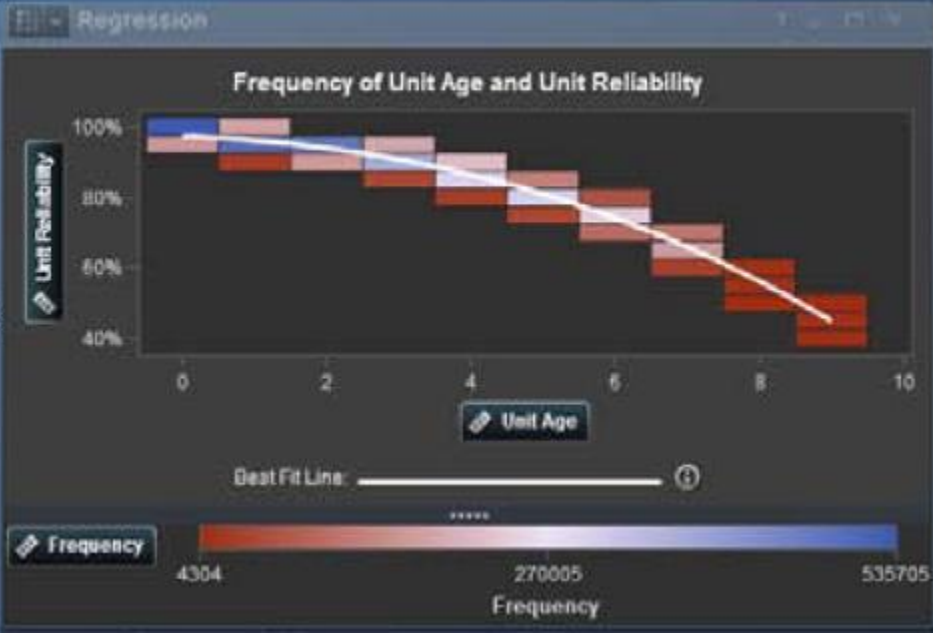 Regression
Frequency of Unit Age and Unit Reliability
100%
80%
60%
40%
Unit Reliability
0 2 4 6 8 10
Unit Age
Best Fit Line:
Frequency
4304 270005 535705
Frequency